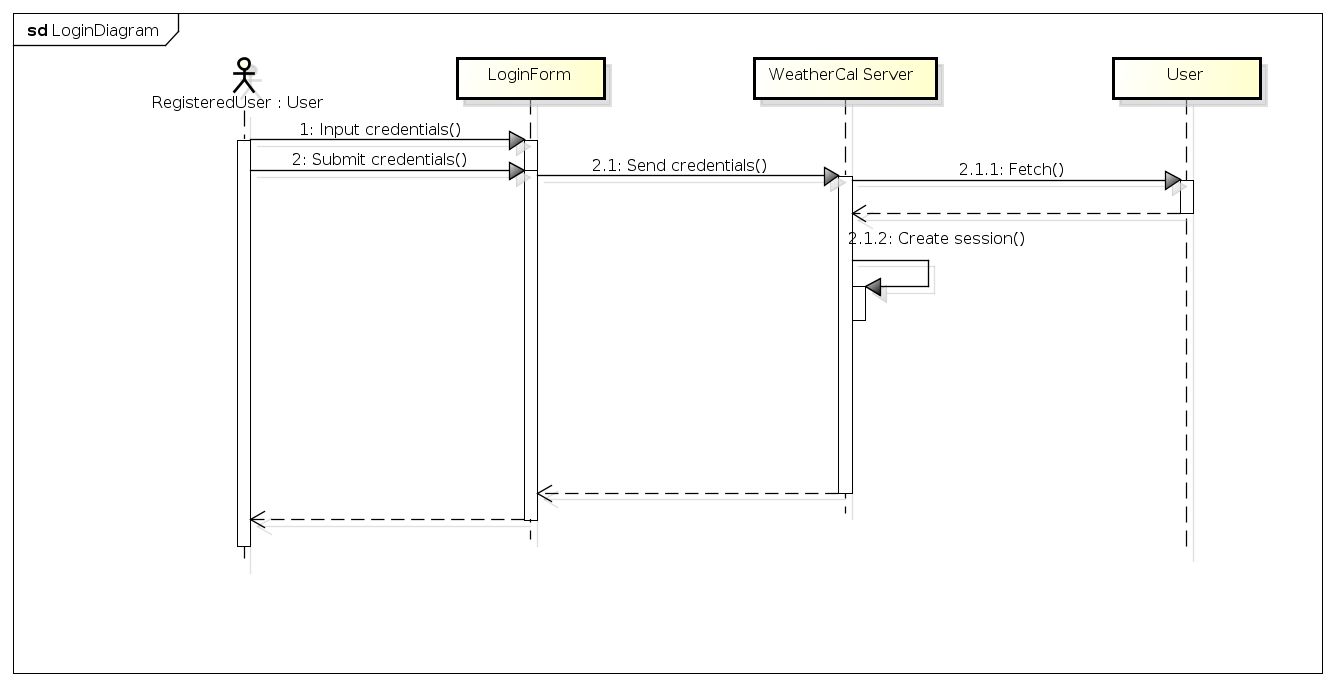 sd LoginDiagram
RegisteredUser : User
LoginForm
WeatherCal Server
User
1: Input credentials()
2: Submit credentials()
2.1: Send credentials()
2.1.1: Fetch()
2.1.2: Create session()